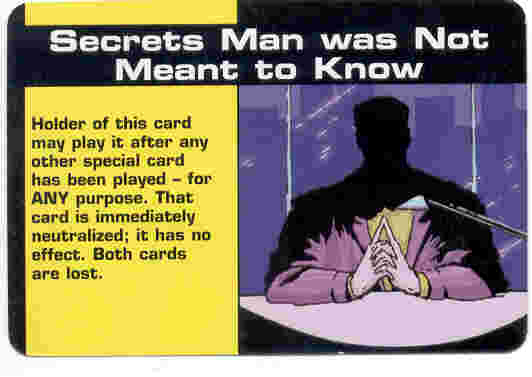 Secrets Man was Not
Meant to Know
Holder of this card
may play it after any
other special card
has been played – for
ANY purpose. That
card is immediately
neutralized; it has no
effect. Both cards
are lost.